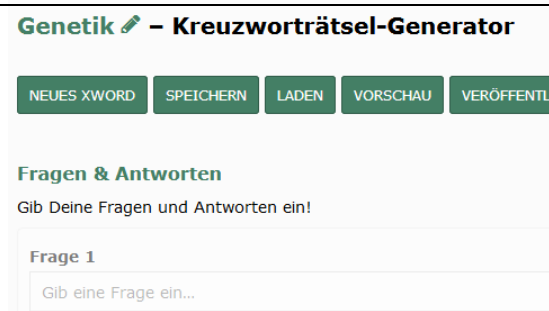 Genetik – Kreuzworträtsel-Generator
NEUES XWORD SPEICHERN LADEN VORSCHAU VERÖFFENTL
Fragen & Antworten
Gib Deine Fragen und Antworten ein!
Frage 1
Gib eine Frage ein...